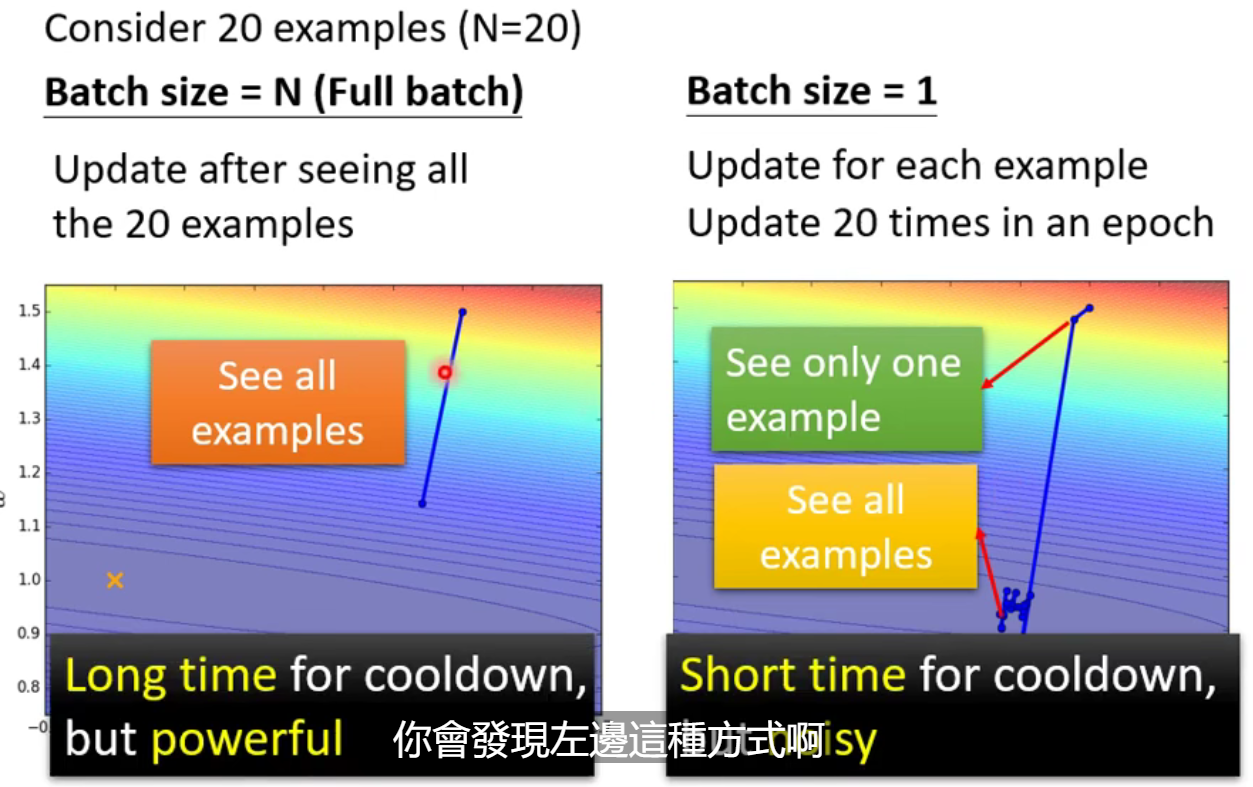 Consider 20 examples (N=20)
Batch size = N (Full batch)
Update after seeing all
the 20 examples
Batch size = 1
Update for each example
Update 20 times in an epoch
1.5
1.4
1.3
1.2
1.1
1.0
0.9
0.8
See all
examples
Long time for cooldown,
but powerful
See only one
example
See all
examples
Short time for cooldown,
but noisy
你會發現左邊這種方式啊